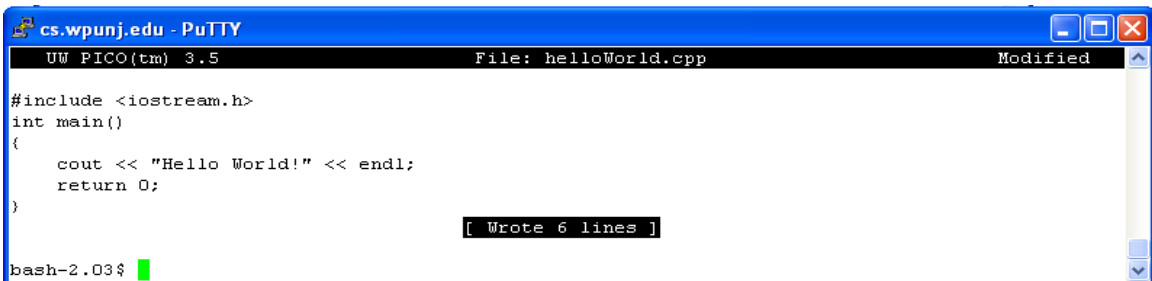 cs.wpunj.edu - PuTTY
UW PICO(tm) 3.5 File: helloWorld.cpp Modified
#include <iostream.h>
int main()
{
cout << "Hello World!" << endl;
return 0;
}
[ Wrote 6 lines ]
bash-2.03$